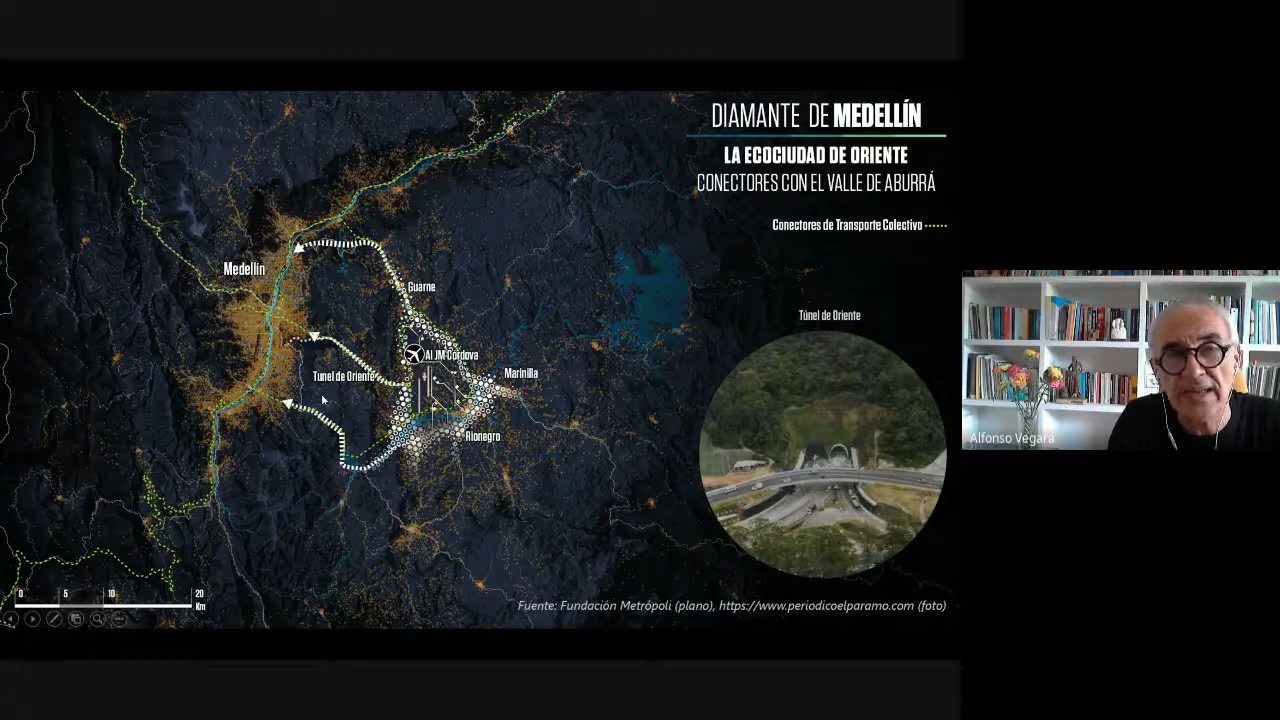 DIAMANTE DE MEDELLÍN
LA ECOCIUDAD DE ORIENTE
CONECTORES CON EL VALLE DE ABURRÁ
Conectores de Transporte Colectivo
Medellín
Guarne
Túnel de Oriente
AI JM Córdova
Marinilla
Tunel de Oriente
Rionegro
Alfonso Vegara
0 5 10 20
Km
Fuente: Fundación Metrópoli (plano), https://www.periodicoelparamo.com (foto)